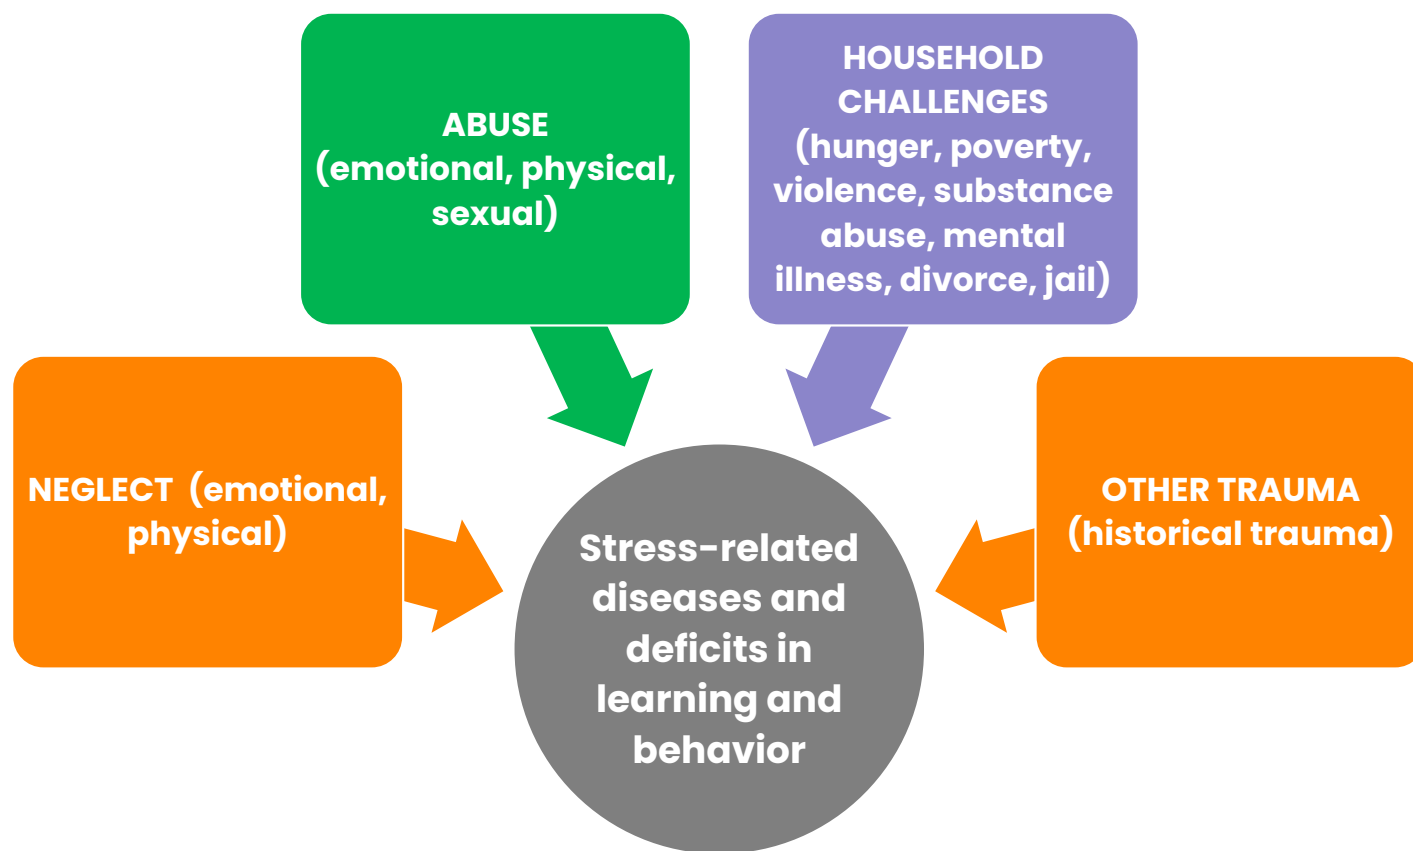 ABUSE
(emotional, physical,
sexual)
HOUSEHOLD
CHALLENGES
(hunger, poverty,
violence, substance
abuse, mental
illness, divorce, jail)
NEGLECT  (emotional,
physical)
OTHER TRAUMA
(historical trauma)
Stress-related
diseases and
deficits in
learning and
behavior